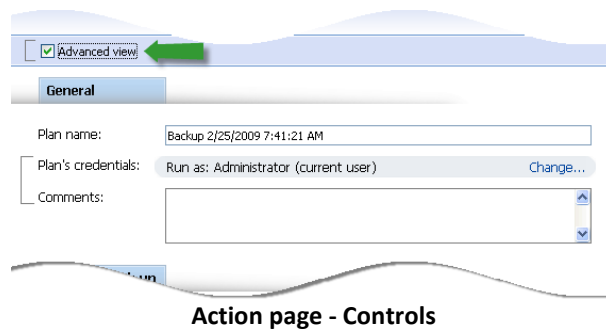 Advanced view
General
Plan name: Backup 2/25/2009 7:41:21 AM
Plan's credentials: Run as: Administrator (current user) Change...
Comments:
Action page - Controls